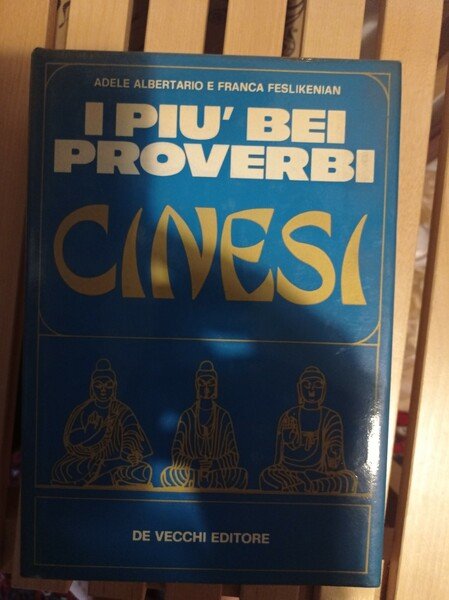 ADELE ALBERTARIO E FRANCA FESLIKENIAN
I PIU' BEI
PROVERBI
CINESI
DE VECCHI EDITORE